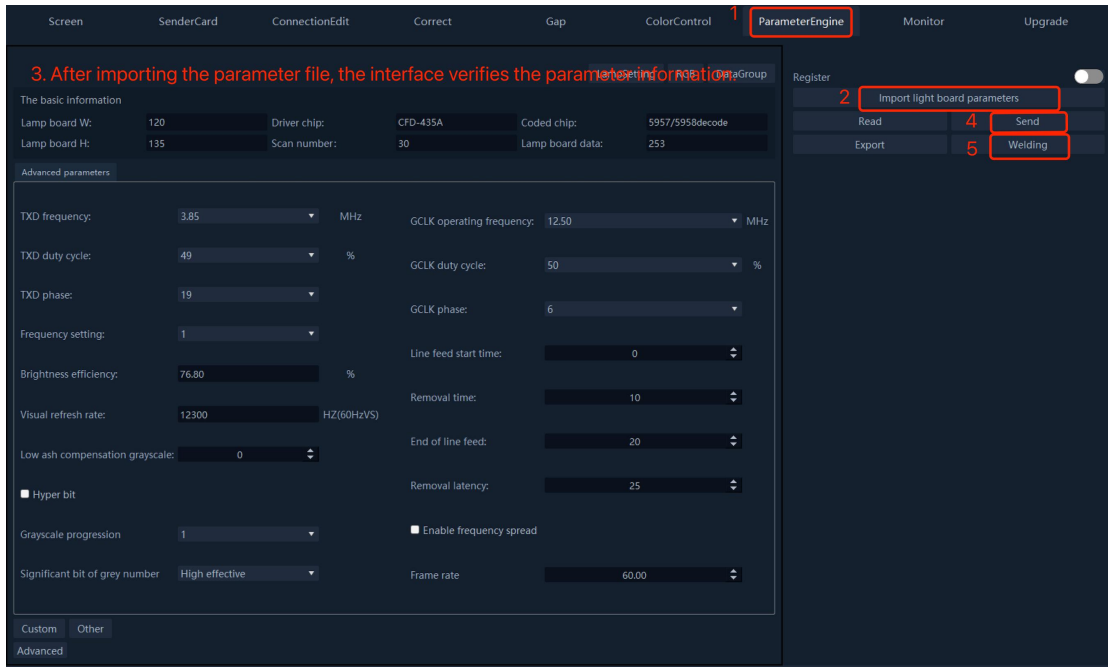 Screen SenderCard ConnectionEdit Correct Gap ColorControl 1 ParameterEngine Monitor Upgrade
3. After importing the parameter file, the interface verifies the parameter information.
LampSetting RGB DataGroup
The basic information
Lamp board W: 120 Driver chip: CFD-435A Coded chip: 5957/5958decode
Lamp board H: 135 Scan number: 30 Lamp board data: 253
Advanced parameters
TXD frequency: 3.85 MHz
TXD duty cycle: 49 %
TXD phase: 19
Frequency setting: 1
Brightness efficiency: 76.80 %
Visual refresh rate: 12300 HZ(60HzVS)
Low ash compensation grayscale: 0
Hyper bit
Grayscale progression 1
Significant bit of grey number High effective
GCLK operating frequency: 12.50 MHz
GCLK duty cycle: 50 %
GCLK phase: 6
Line feed start time: 0
Removal time: 10
End of line feed: 20
Removal latency: 25
Enable frequency spread
Frame rate 60.00
Custom Other
Advanced
Register
2 Import light board parameters
Read 4 Send
Export 5 Welding